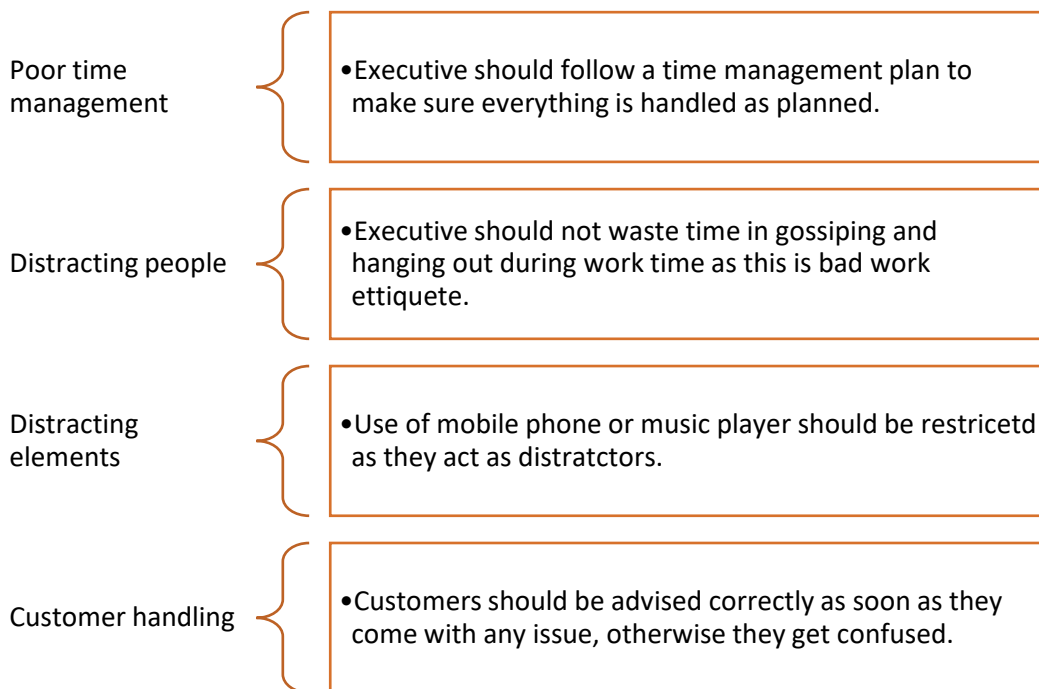 Poor time
management
•Executive should follow a time management plan to
make sure everything is handled as planned.
Distracting people
•Executive should not waste time in gossiping and
hanging out during work time as this is bad work
ettiquete.
Distracting
elements
•Use of mobile phone or music player should be restricetd
as they act as distratctors.
Customer handling
•Customers should be advised correctly as soon as they
come with any issue, otherwise they get confused.